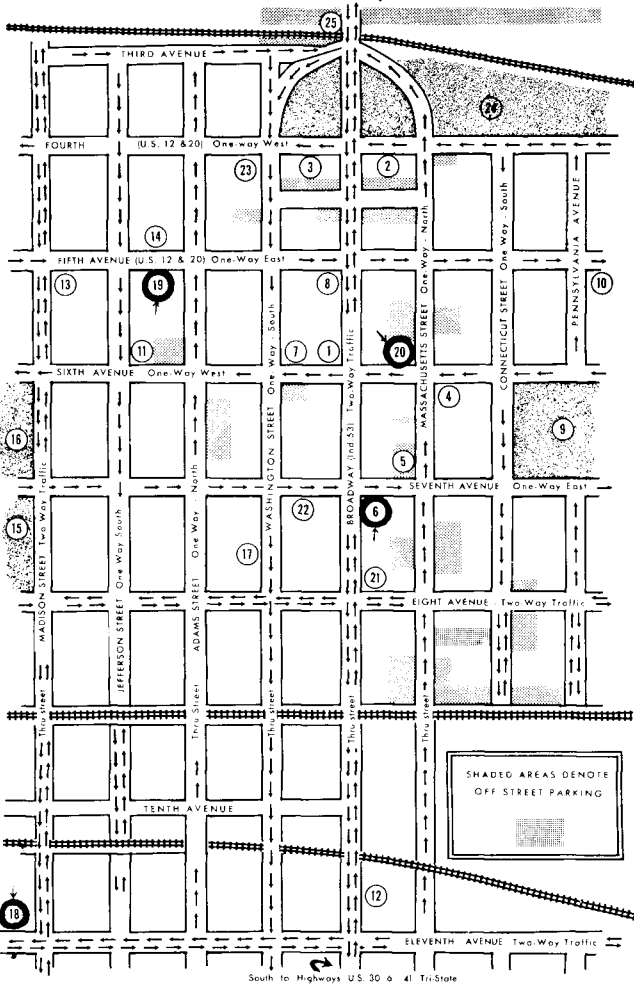 25
THIRD AVENUE
24
FOURTH (U.S. 12 & 20) One-way West
23
3
2
14
FIFTH AVENUE (U.S. 12 & 20) One-Way East
13
19
8
10
11
7
1
20
SIXTH AVENUE One-Way West
16
4
9
5
SEVENTH AVENUE One-Way East
15
22
6
17
21
EIGHT AVENUE - Two-Way Traffic
MADISON STREET Two Way Traffic
Thru street
JEFFERSON STREET One Way South
ADAMS STREET One Way North
Thru Street
WASHINGTON STREET One-Way - South
Thru street
BROADWAY (Ind 53) Two-Way Traffic
Thru street
MASSACHUSETTS STREET One-Way - North
Thru street
CONNECTICUT STREET One Way - South
PENNSYLVANIA AVENUE
SHADED AREAS DENOTE
OFF STREET PARKING
TENTH AVENUE
12
18
ELEVENTH AVENUE Two-Way Traffic
South to Highways U.S. 30 6 41 Tri-State